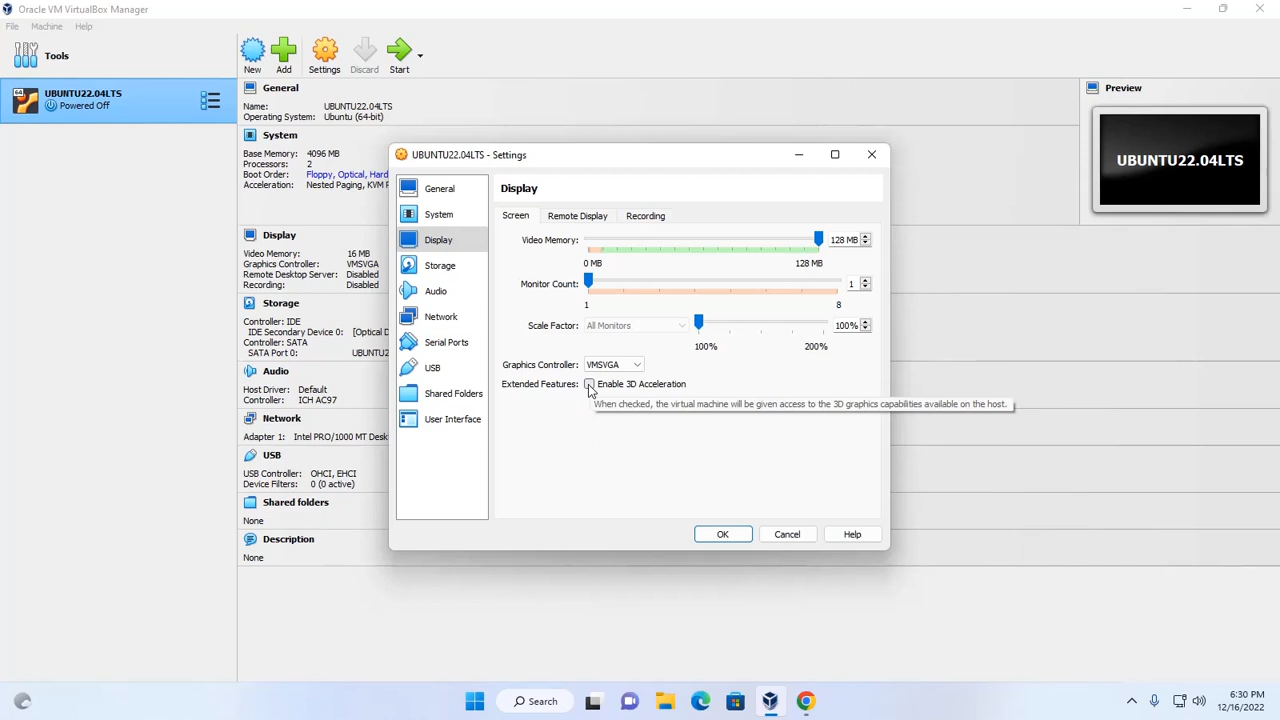 Oracle VM VirtualBox Manager
File Machine Help
Tools
New Add Settings Discard Start
64 UBUNTU22.04LTS
Powered Off
General
Name: UBUNTU22.04LTS
Operating System: Ubuntu (64-bit)
System
Base Memory: 4096 MB
Processors: 2
Boot Order: Floppy, Optical, Hard
Acceleration: Nested Paging, KVM P
Display
Video Memory: 16 MB
Graphics Controller: VMSVGA
Remote Desktop Server: Disabled
Recording: Disabled
Storage
Controller: IDE
IDE Secondary Device 0: [Optical D
Controller: SATA
SATA Port 0: UBUNTU2
Audio
Host Driver: Default
Controller: ICH AC97
Network
Adapter 1: Intel PRO/1000 MT Desk
USB
USB Controller: OHCI, EHCI
Device Filters: 0 (0 active)
Shared folders
None
Description
None
Preview
UBUNTU22.04LTS
UBUNTU22.04LTS - Settings
General
System
Display
Storage
Audio
Network
Serial Ports
USB
Shared Folders
User Interface
Display
Screen Remote Display Recording
Video Memory: 128 MB
0 MB 128 MB
Monitor Count: 1
1 8
Scale Factor: All Monitors 100%
100% 200%
Graphics Controller: VMSVGA
Extended Features: Enable 3D Acceleration
When checked, the virtual machine will be given access to the 3D graphics capabilities available on the host.
OK Cancel Help
Search
6:30 PM
12/16/2022